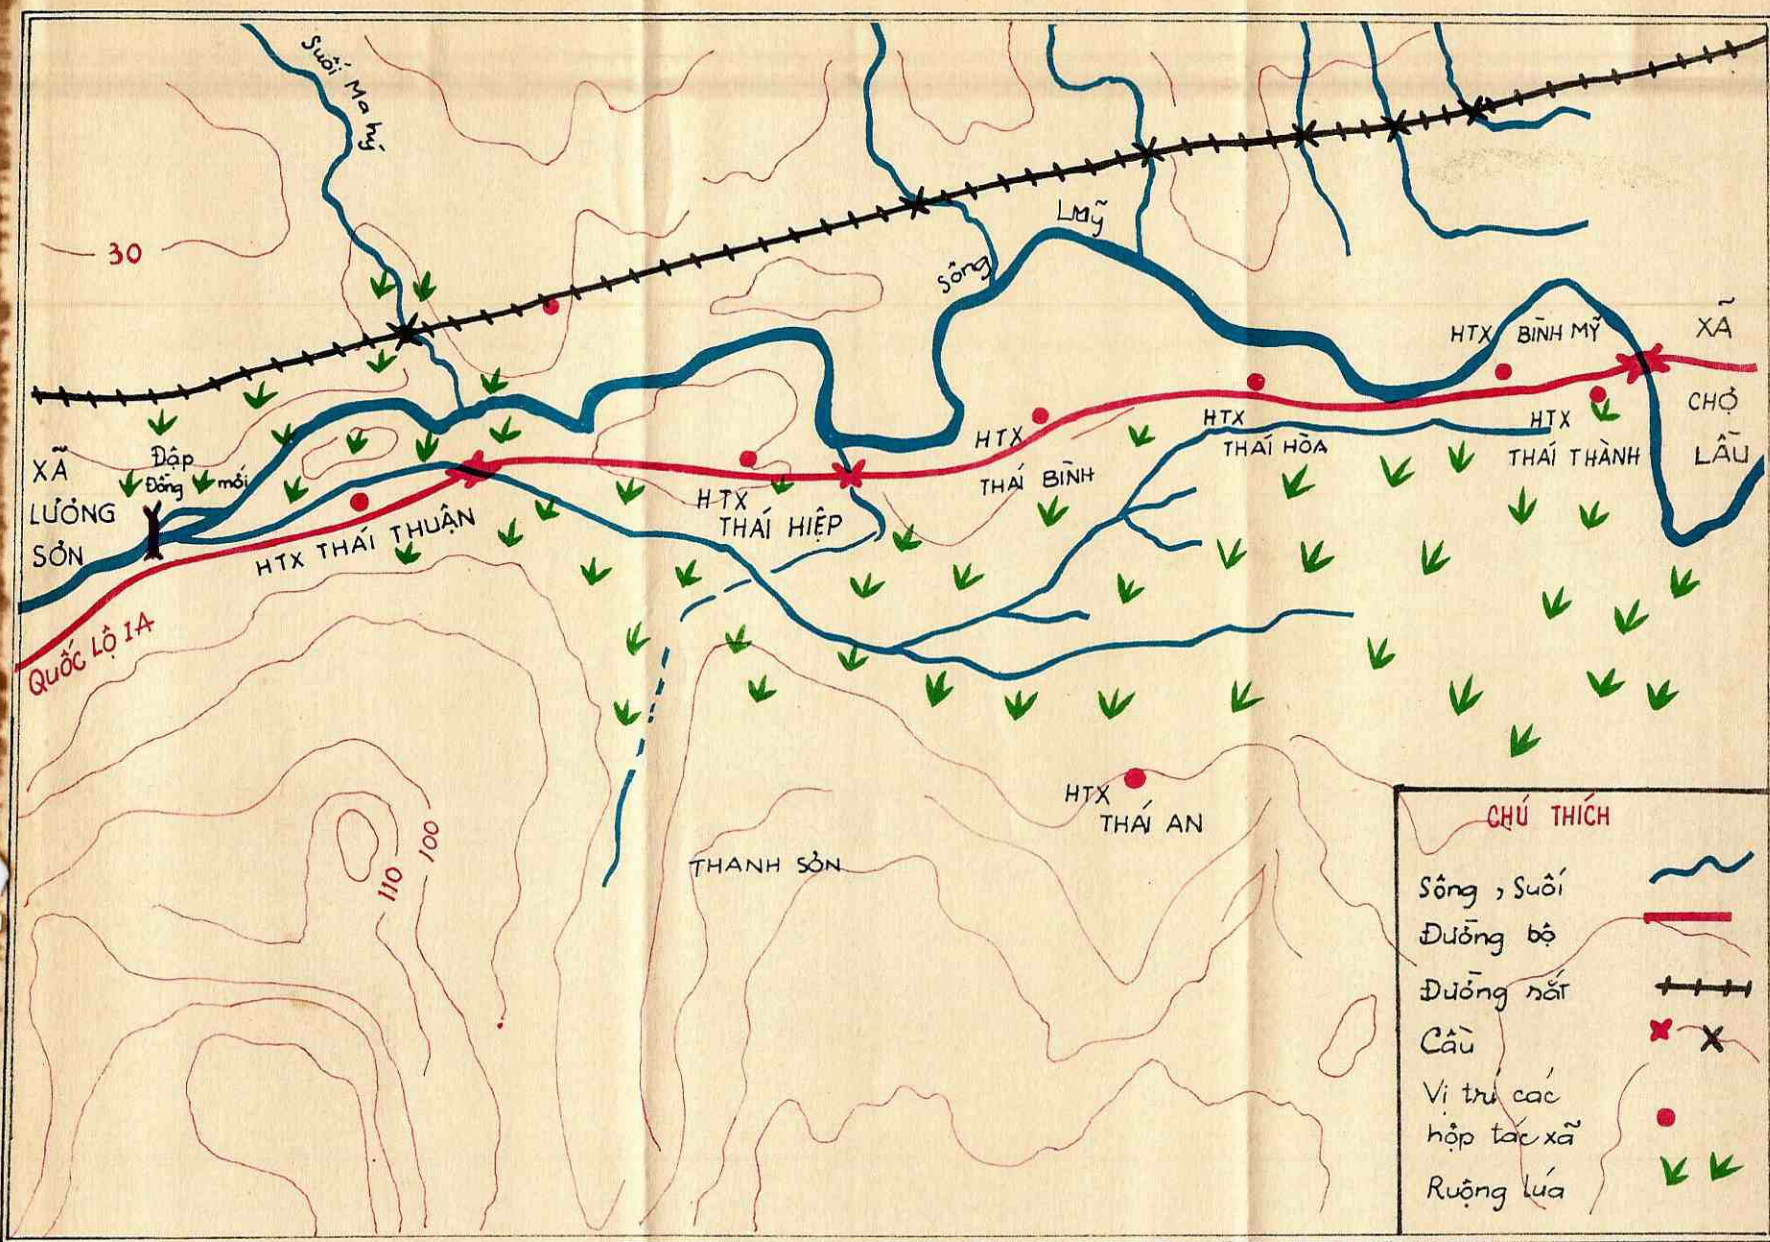 Suối Ma hý
30
LMỹ
Sông
HTX BÌNH MỸ
XÃ
CHỢ
LẦU
HTX
THÁI HÒA
HTX
THÁI THÀNH
HTX
THÁI BÌNH
HTX
THÁI HIỆP
XÃ
LƯƠNG
SƠN
Đập
Đồng mới
HTX THÁI THUẬN
QUỐC LỘ 1A
HTX
THÁI AN
THANH SƠN
100
110
CHÚ THÍCH
Sông, Suối
Đường bộ
Đường sắt
Cầu
Vị trí các
hợp tác xã
Ruộng lúa